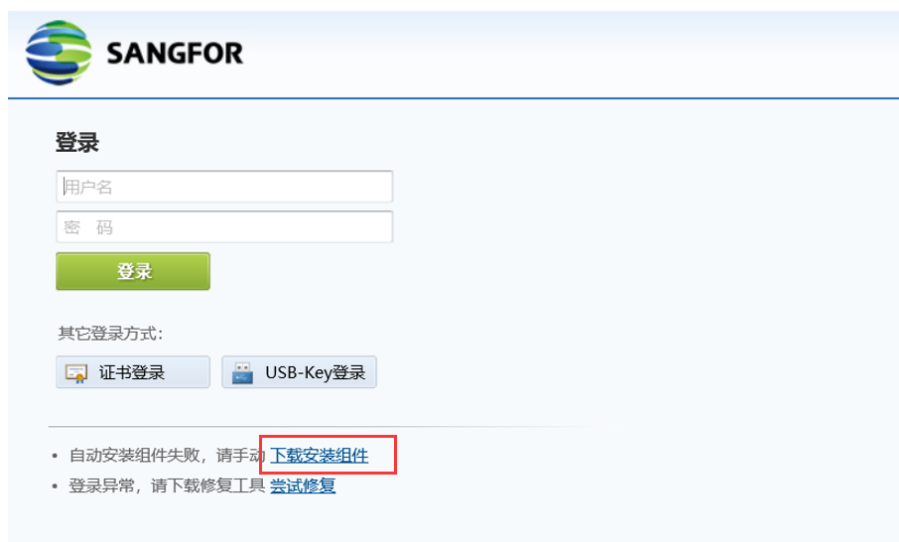 SANGFOR
登录
用户名
密 码
登录
其它登录方式:
证书登录 USB-Key登录
• 自动安装组件失败，请手动 下载安装组件
• 登录异常，请下载修复工具 尝试修复